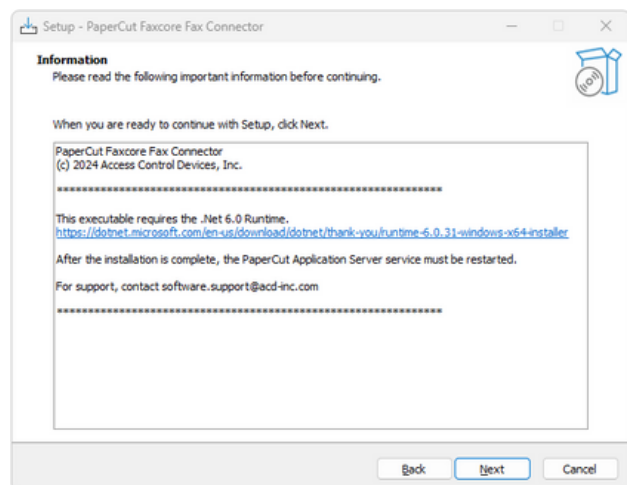 Setup - PaperCut Faxcore Fax Connector
Information
Please read the following important information before continuing.
When you are ready to continue with Setup, click Next.
PaperCut Faxcore Fax Connector
(c) 2024 Access Control Devices, Inc.
==============================================================
This executable requires the .Net 6.0 Runtime.
https://dotnet.microsoft.com/en-us/download/dotnet/thank-you/runtime-6.0.31-windows-x64-installer
After the installation is complete, the PaperCut Application Server service must be restarted.
For support, contact software.support@acd-inc.com
==============================================================
Back Next Cancel